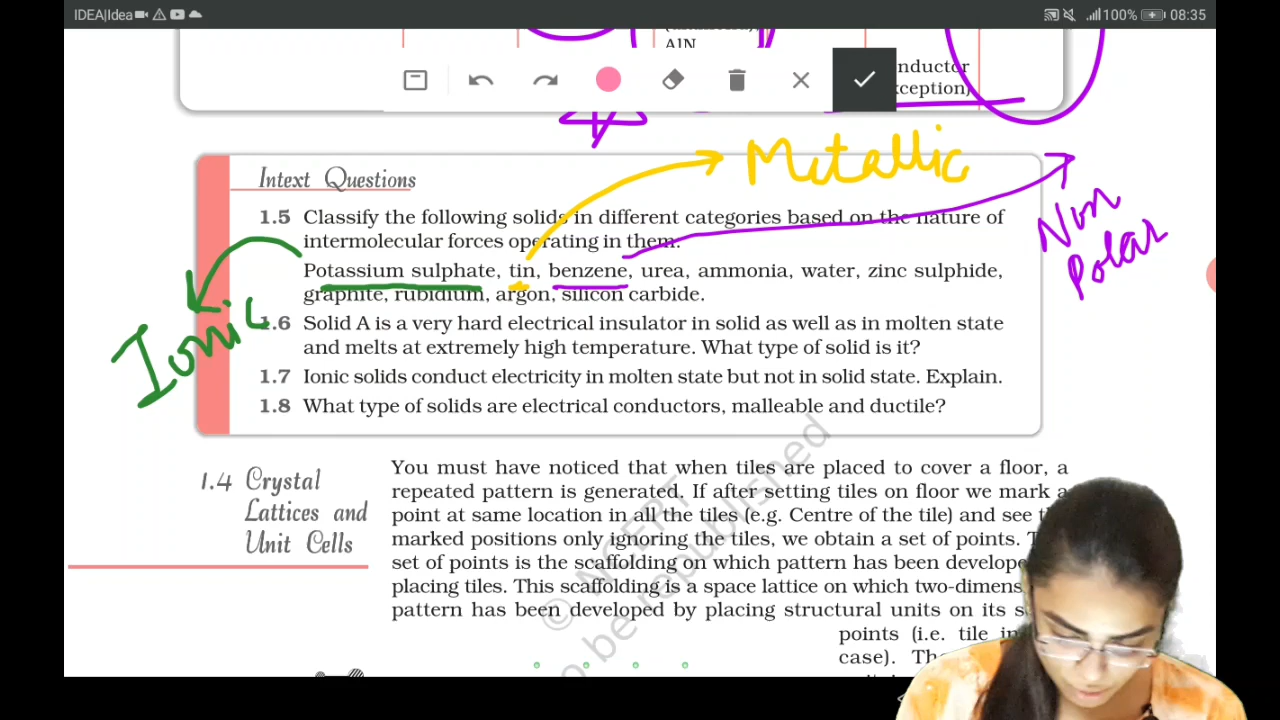 IDEA|Idea
100%
08:35
AlN
nductor
xception)
Metallic
Intext Questions
1.5 Classify the following solids in different categories based on the nature of
intermolecular forces operating in them:
Non
Polar
Potassium sulphate, tin, benzene, urea, ammonia, water, zinc sulphide,
graphite, rubidium, argon, silicon carbide.
Ionic
1.6 Solid A is a very hard electrical insulator in solid as well as in molten state
and melts at extremely high temperature. What type of solid is it?
1.7 Ionic solids conduct electricity in molten state but not in solid state. Explain.
1.8 What type of solids are electrical conductors, malleable and ductile?
1.4 Crystal
Lattices and
Unit Cells
You must have noticed that when tiles are placed to cover a floor, a
repeated pattern is generated. If after setting tiles on floor we mark a
point at same location in all the tiles (e.g. Centre of the tile) and see t
marked positions only ignoring the tiles, we obtain a set of points. T
set of points is the scaffolding on which pattern has been develope
placing tiles. This scaffolding is a space lattice on which two-dimens
pattern has been developed by placing structural units on its s
points (i.e. tile in
case). Th
© NCERT
o be republished